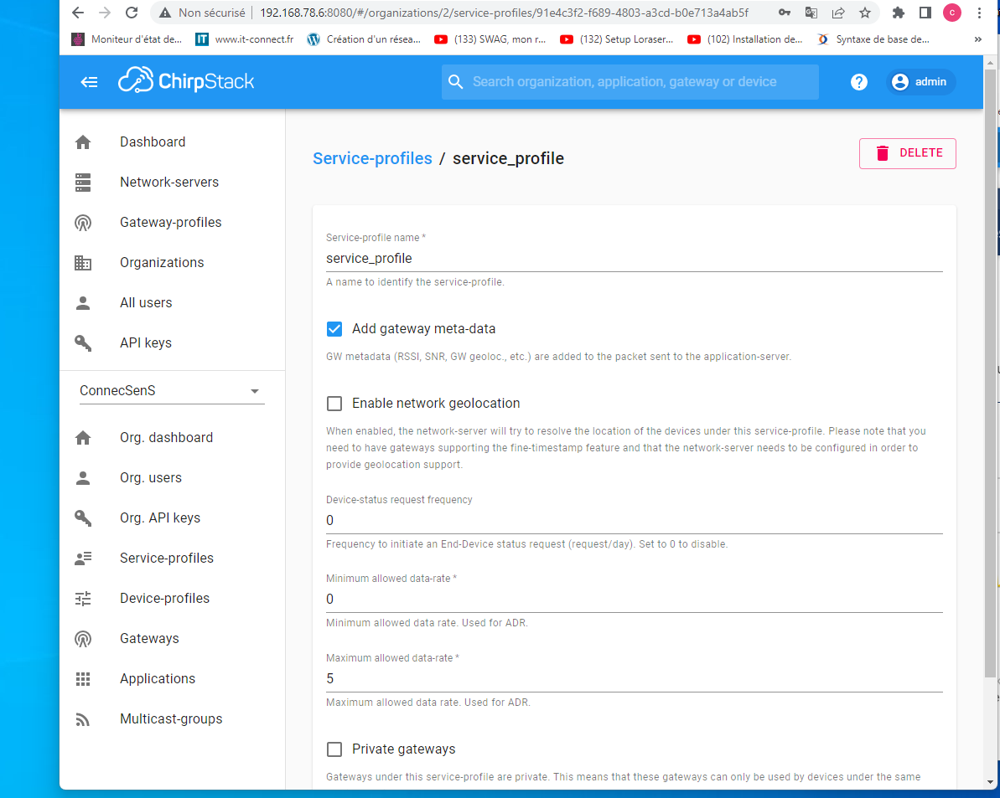 Non sécurisé
192.168.78.6:8080/#/organizations/2/service-profiles/91e4c3f2-f689-4803-a3cd-b0e713a4ab5f
C
Moniteur d'état de...
IT
www.it-connect.fr
Création d'un résea...
(133) SWAG, mon r...
(132) Setup Loraser...
(102) Installation de...
Syntaxe de base de...
»
ChirpStack
Search organization, application, gateway or device
?
admin
Dashboard
Network-servers
Gateway-profiles
Organizations
All users
API keys
ConnecSenS
Org. dashboard
Org. users
Org. API keys
Service-profiles
Device-profiles
Gateways
Applications
Multicast-groups
Service-profiles / service_profile
DELETE
Service-profile name *
service_profile
A name to identify the service-profile.
Add gateway meta-data
GW metadata (RSSI, SNR, GW geoloc., etc.) are added to the packet sent to the application-server.
Enable network geolocation
When enabled, the network-server will try to resolve the location of the devices under this service-profile. Please note that you
need to have gateways supporting the fine-timestamp feature and that the network-server needs to be configured in order to
provide geolocation support.
Device-status request frequency
0
Frequency to initiate an End-Device status request (request/day). Set to 0 to disable.
Minimum allowed data-rate *
0
Minimum allowed data rate. Used for ADR.
Maximum allowed data-rate *
5
Maximum allowed data rate. Used for ADR.
Private gateways
Gateways under this service-profile are private. This means that these gateways can only be used by devices under the same